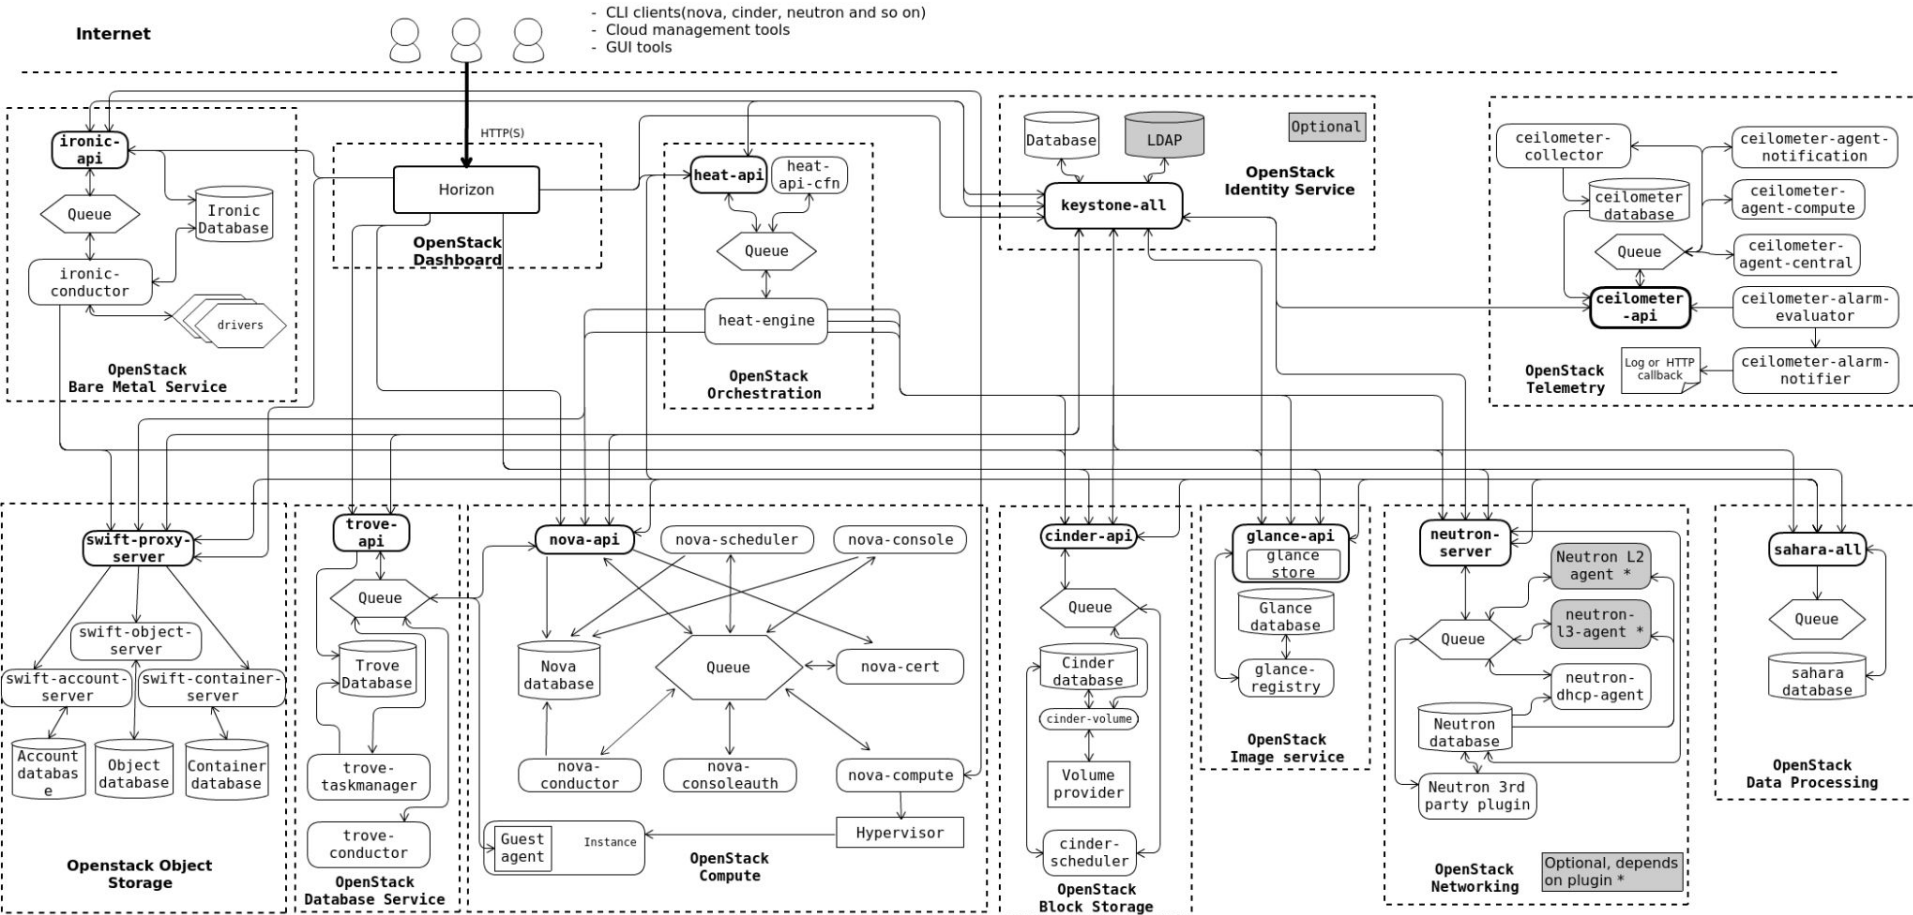 Internet
- CLI clients(nova, cinder, neutron and so on)
- Cloud management tools
- GUI tools
HTTP(S)
ironic-
api
Queue
Ironic
Database
ironic-
conductor
drivers
OpenStack
Bare Metal Service
Horizon
OpenStack
Dashboard
heat-api
heat-
api-cfn
Queue
heat-engine
OpenStack
Orchestration
Database
LDAP
Optional
OpenStack
Identity Service
keystone-all
ceilometer-
collector
ceilometer-agent-
notification
ceilometer
database
ceilometer-
agent-compute
Queue
ceilometer-
agent-central
ceilometer
-api
ceilometer-alarm-
evaluator
Log or HTTP
callback
ceilometer-alarm-
notifier
OpenStack
Telemetry
swift-proxy-
server
swift-object-
server
swift-account-
server
swift-container-
server
Account
databas
e
Object
database
Container
database
Openstack Object
Storage
trove-
api
Queue
Trove
Database
trove-
taskmanager
trove-
conductor
OpenStack
Database Service
nova-api
nova-scheduler
nova-console
Nova
database
Queue
nova-cert
nova-
conductor
nova-
consoleauth
nova-compute
Guest
agent
Instance
Hypervisor
OpenStack
Compute
cinder-api
Queue
Cinder
database
cinder-volume
Volume
provider
cinder-
scheduler
OpenStack
Block Storage
glance-api
glance
store
Glance
database
glance-
registry
OpenStack
Image service
neutron-
server
Neutron L2
agent *
neutron-
l3-agent *
Queue
neutron-
dhcp-agent
Neutron
database
Neutron 3rd
party plugin
OpenStack
Networking
Optional, depends
on plugin *
sahara-all
Queue
sahara
database
OpenStack
Data Processing